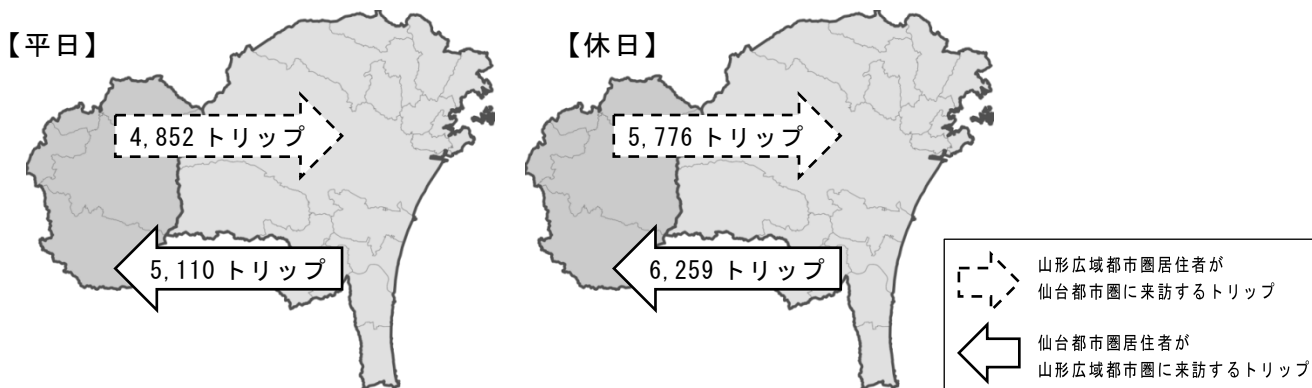 【平日】
4,852 トリップ
5,110 トリップ
【休日】
5,776 トリップ
6,259 トリップ
山形広域都市圏居住者が
仙台都市圏に来訪するトリップ
仙台都市圏居住者が
山形広域都市圏に来訪するトリップ